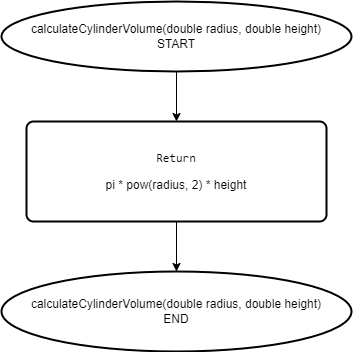 calculateCylinderVolume(double radius, double height)
START
Return
pi * pow(radius, 2) * height
calculateCylinderVolume(double radius, double height)
END